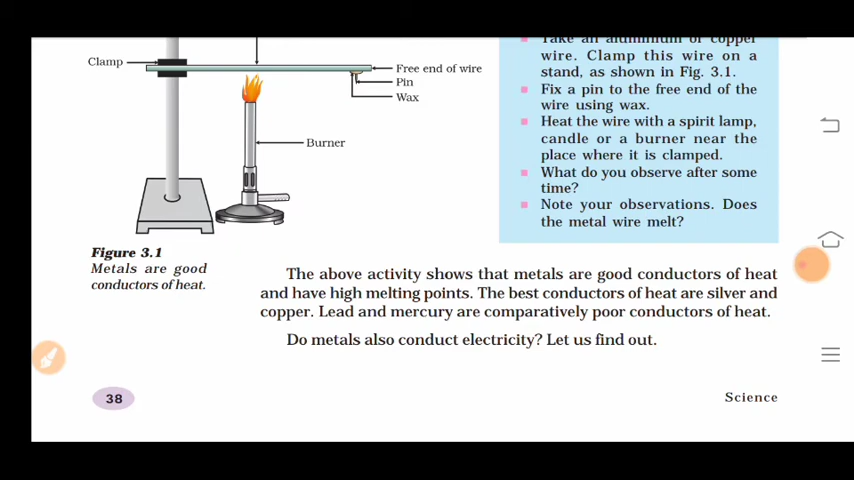 Take an aluminium or copper
wire. Clamp this wire on a
stand, as shown in Fig. 3.1.
Fix a pin to the free end of the
wire using wax.
Heat the wire with a spirit lamp,
candle or a burner near the
place where it is clamped.
What do you observe after some
time?
Note your observations. Does
the metal wire melt?
Clamp
Free end of wire
Pin
Wax
Burner
Figure 3.1
Metals are good
conductors of heat.
The above activity shows that metals are good conductors of heat
and have high melting points. The best conductors of heat are silver and
copper. Lead and mercury are comparatively poor conductors of heat.
Do metals also conduct electricity? Let us find out.
38
Science